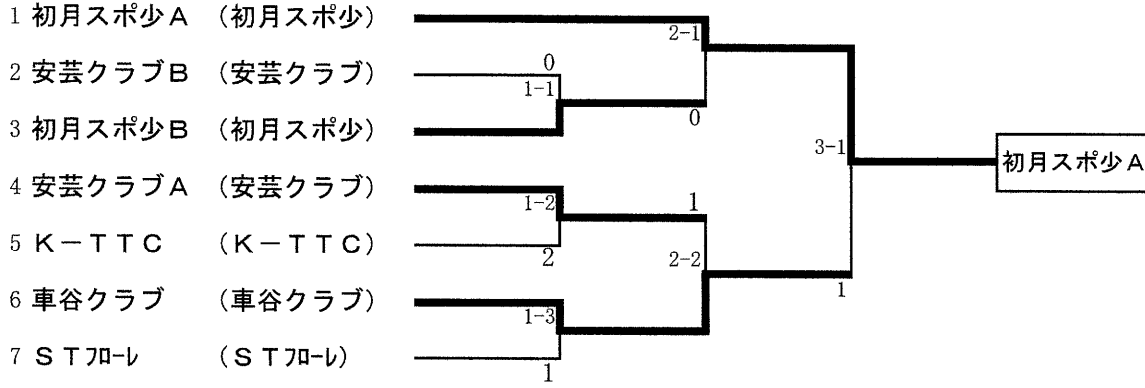 1 初月スポ少A （初月スポ少）
2-1
2 安芸クラブB （安芸クラブ）
0
1-1
0
3 初月スポ少B （初月スポ少）
3-1
初月スポ少A
4 安芸クラブA （安芸クラブ）
1-2
1
5 K－TTC （K－TTC）
2
2-2
1
6 車谷クラブ （車谷クラブ）
1-3
7 STﾌﾛｰﾚ （STﾌﾛｰﾚ）
1